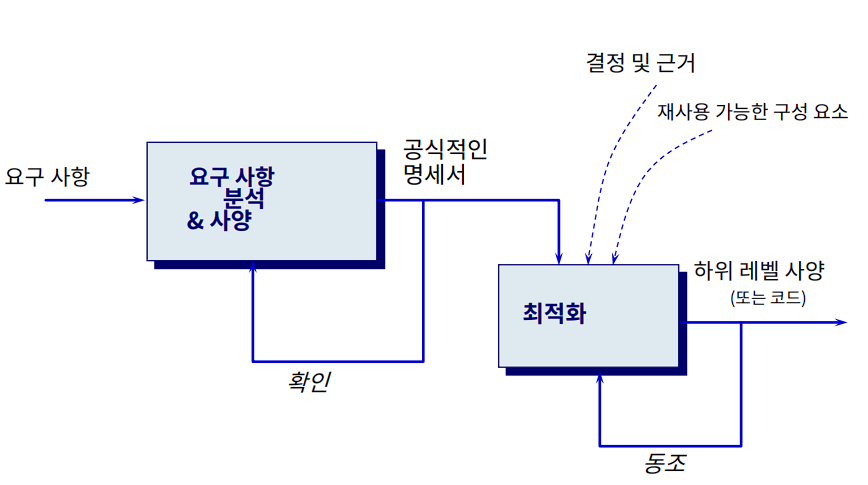 결정 및 근거
재사용 가능한 구성 요소
공식적인
명세서
요구 사항
요구 사항
분석
& 사양
하위 레벨 사양
(또는 코드)
최적화
확인
동조